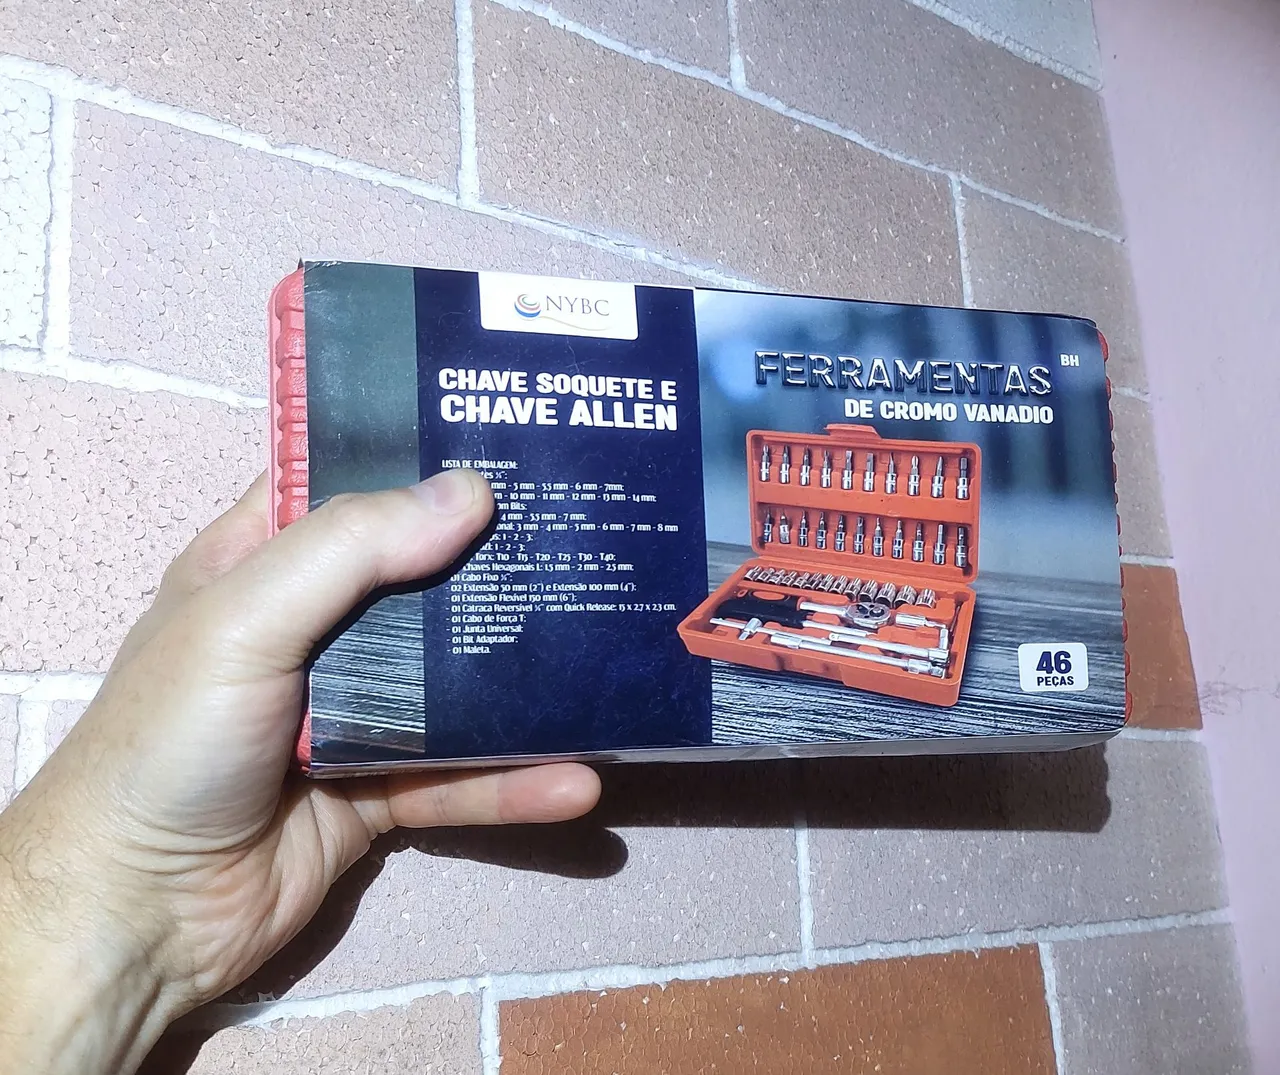 NYBC
CHAVE SOQUETE E
CHAVE ALLEN
LISTA DE EMBALAGEM:
¼":
mm - 5 mm - 5.5 mm - 6 mm - 7mm;
- 10 mm - 11 mm - 12 mm - 13 mm - 14 mm;
Bits:
4 mm - 5.5 mm - 7 mm;
3 mm - 4 mm - 5 mm - 6 mm - 7 mm - 8 mm
1 - 2 - 3;
1 - 2 - 3;
Torx: T10 - T15 - T20 - T25 - T30 - T40;
Chaves Hexagonais L: 1.5 mm - 2 mm - 2.5 mm;
- 01 Cabo Fixo ¼";
- 02 Extensão 50 mm (2") e Extensão 100 mm (4");
- 01 Extensão Flexível 150 mm (6");
- 01 Catraca Reversível ¼" com Quick Release: 15 x 2.7 x 2.3 cm.
- 01 Cabo de Força T;
- 01 Junta Universal;
- 01 Bit Adaptador;
- 01 Maleta.
FERRAMENTAS BH
DE CROMO VANADIO
46
PEÇAS